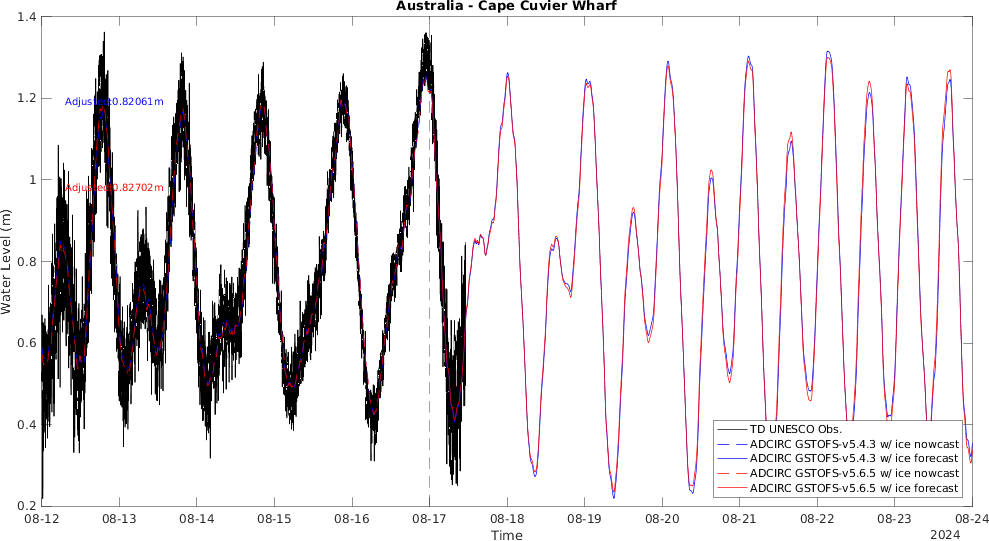 Australia - Cape Cuvier Wharf
1.4
1.2
1
0.8
0.6
0.4
0.2
Water Level (m)
Adjusted0.82061m
Adjusted0.82702m
TD UNESCO Obs.
ADCIRC GSTOFS-v5.4.3 w/ ice nowcast
ADCIRC GSTOFS-v5.4.3 w/ ice forecast
ADCIRC GSTOFS-v5.6.5 w/ ice nowcast
ADCIRC GSTOFS-v5.6.5 w/ ice forecast
08-12 08-13 08-14 08-15 08-16 08-17 08-18 08-19 08-20 08-21 08-22 08-23 08-24
Time
2024